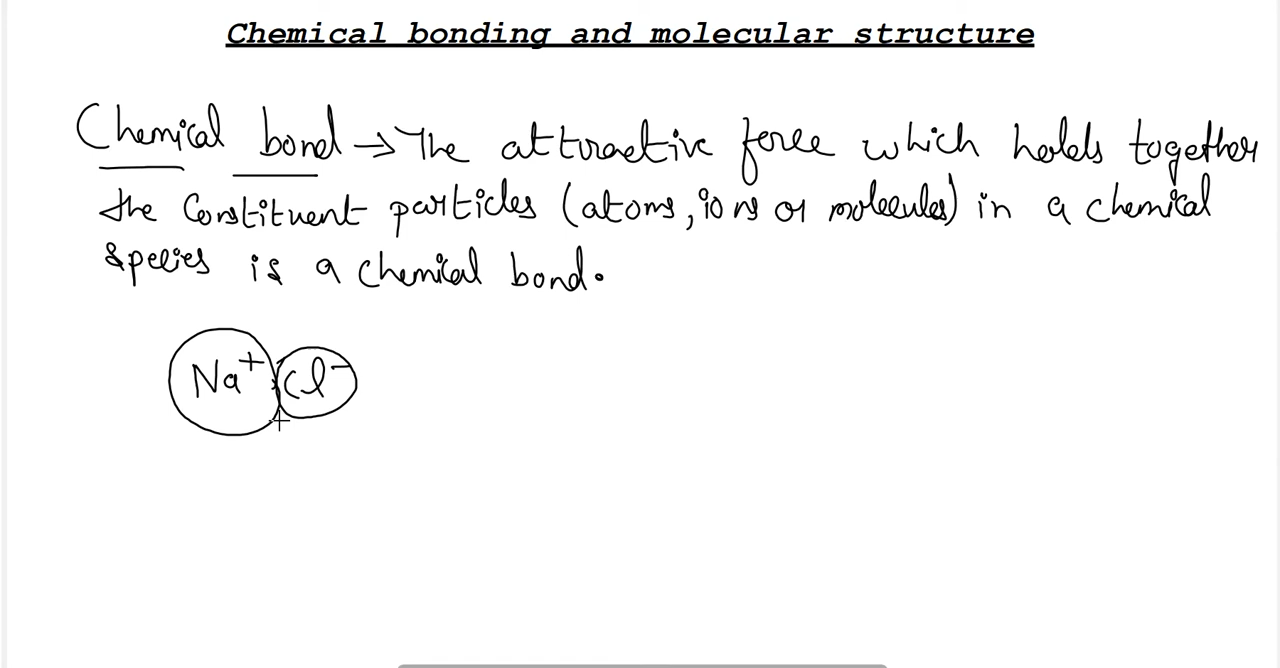 Chemical bonding and molecular structure
Chemical bond → The attractive force which holds together
the constituent particles (atoms, ions or molecules) in a chemical
species is a chemical bond.
Na⁺ Cl⁻